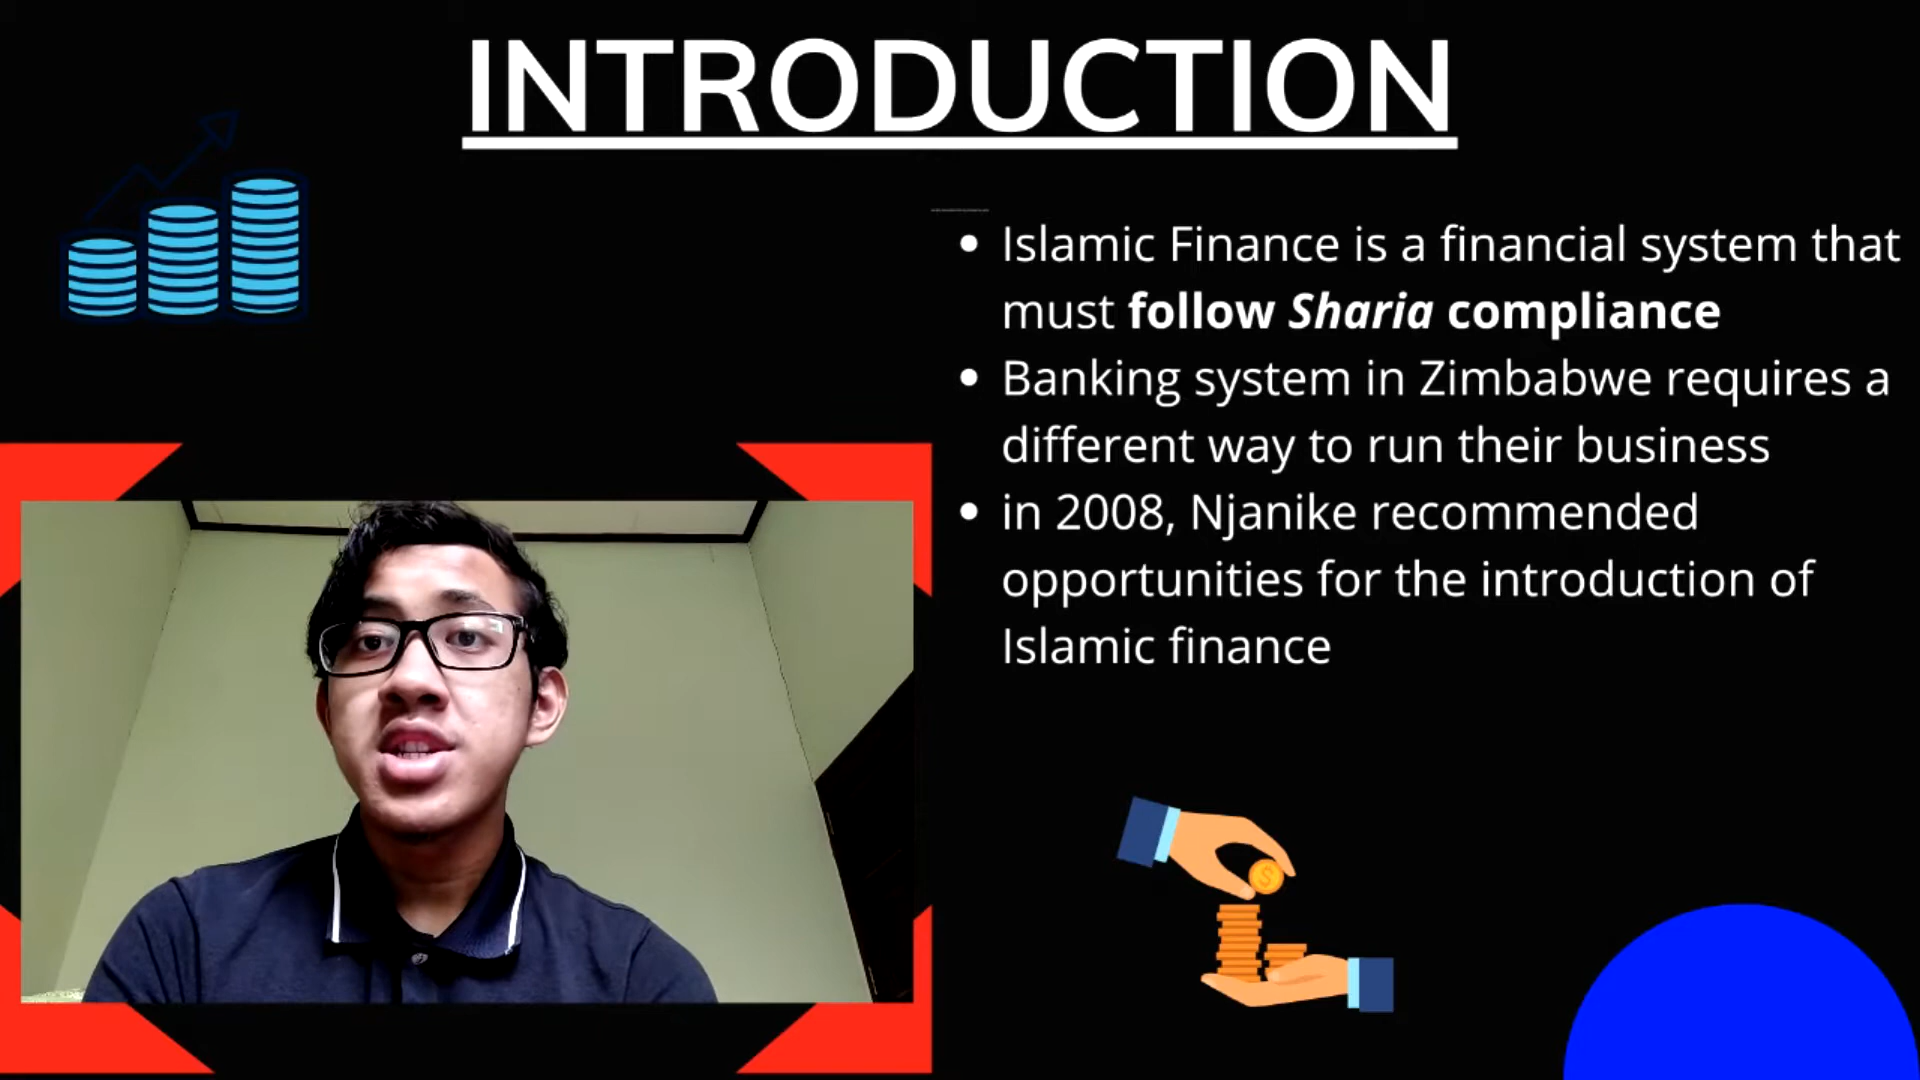 INTRODUCTION
• Islamic Finance is a financial system that
must follow Sharia compliance
• Banking system in Zimbabwe requires a
different way to run their business
• in 2008, Njanike recommended
opportunities for the introduction of
Islamic finance
$